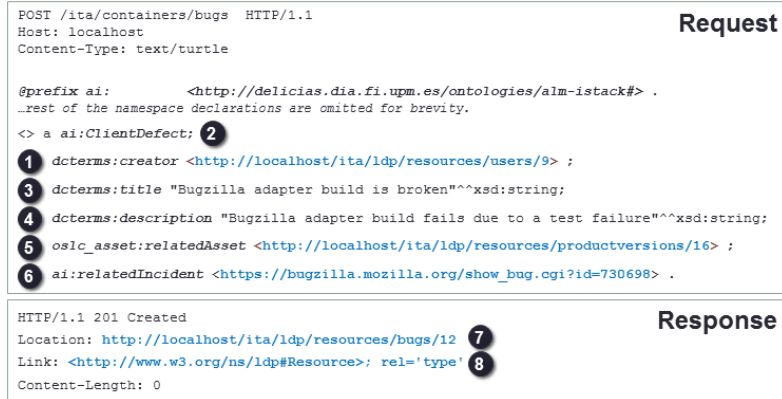 POST /ita/containers/bugs HTTP/1.1
Request
Host: localhost
Content-Type: text/turtle
@prefix ai: <http://delicias.dia.fi.upm.es/ontologies/alm-istack#> .
…rest of the namespace declarations are omitted for brevity.
<> a ai:ClientDefect; 2
1 dcterms:creator <http://localhost/ita/ldp/resources/users/9> ;
3 dcterms:title "Bugzilla adapter build is broken"^^xsd:string;
4 dcterms:description "Bugzilla adapter build fails due to a test failure"^^xsd:string;
5 oslc_asset:relatedAsset <http://localhost/ita/ldp/resources/productversions/16> ;
6 ai:relatedIncident <https://bugzilla.mozilla.org/show_bug.cgi?id=730698> .
HTTP/1.1 201 Created
Response
Location: http://localhost/ita/ldp/resources/bugs/12 7
Link: <http://www.w3.org/ns/ldp#Resource>; rel='type' 8
Content-Length: 0